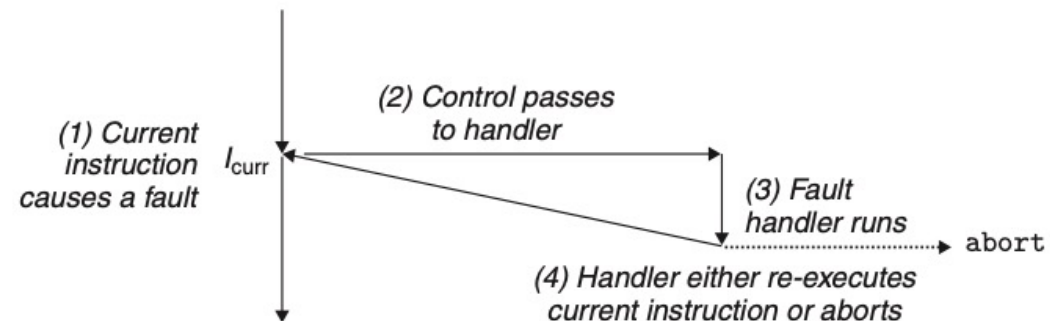 (1) Current
instruction
causes a fault
I curr
(2) Control passes
to handler
(3) Fault
handler runs
abort
(4) Handler either re-executes
current instruction or aborts